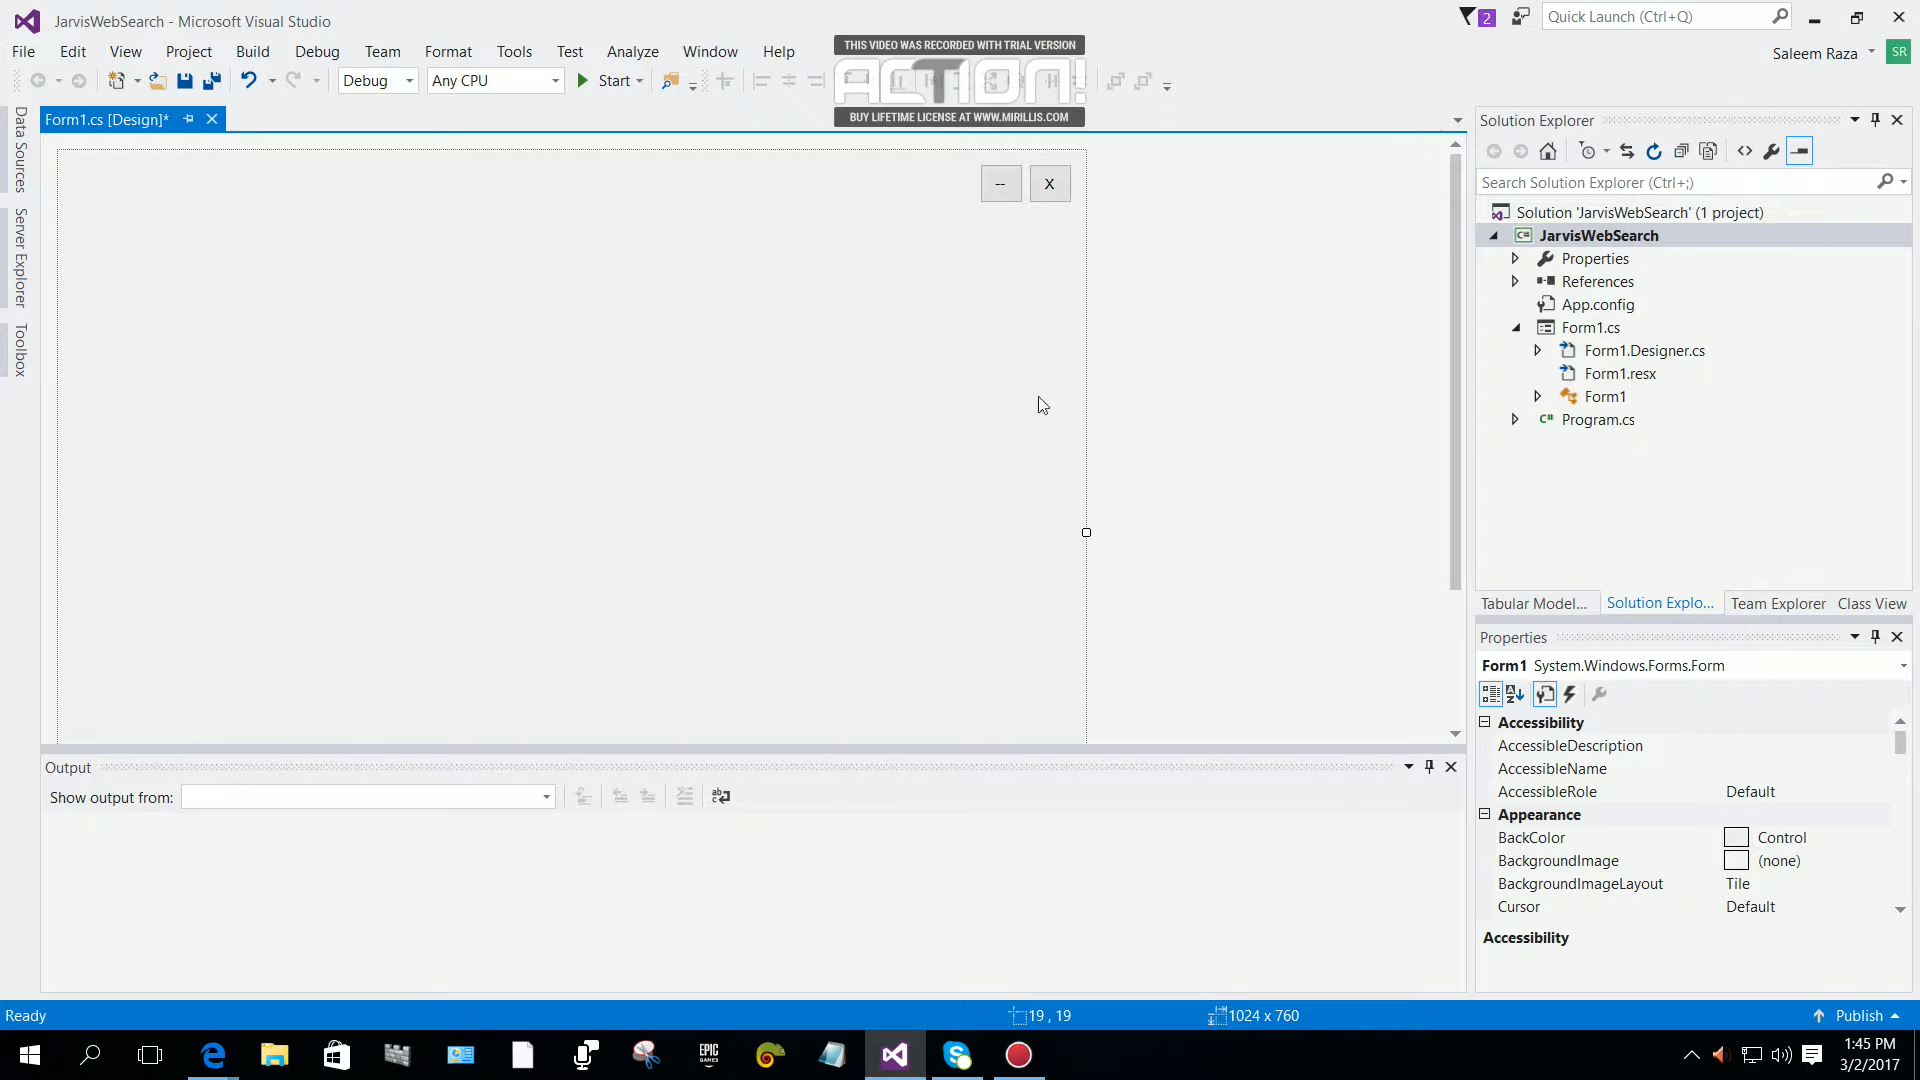 JarvisWebSearch - Microsoft Visual Studio
2
Quick Launch (Ctrl+Q)
File Edit View Project Build Debug Team Format Tools Test Analyze Window Help
Saleem Raza
SR
Debug Any CPU Start
THIS VIDEO WAS RECORDED WITH TRIAL VERSION
ACTION!
BUY LIFETIME LICENSE AT WWW.MIRILLIS.COM
Data Sources
Server Explorer
Toolbox
Form1.cs [Design]*
-- X
Solution Explorer
Search Solution Explorer (Ctrl+;)
Solution 'JarvisWebSearch' (1 project)
C# JarvisWebSearch
Properties
References
App.config
Form1.cs
Form1.Designer.cs
Form1.resx
Form1
C# Program.cs
Tabular Model... Solution Explo... Team Explorer Class View
Properties
Form1 System.Windows.Forms.Form
Accessibility
AccessibleDescription
AccessibleName
AccessibleRole Default
Appearance
BackColor Control
BackgroundImage (none)
BackgroundImageLayout Tile
Cursor Default
Accessibility
Output
Show output from:
Ready
19 , 19
1024 x 760
Publish
EPIC
GAMES
1:45 PM
3/2/2017